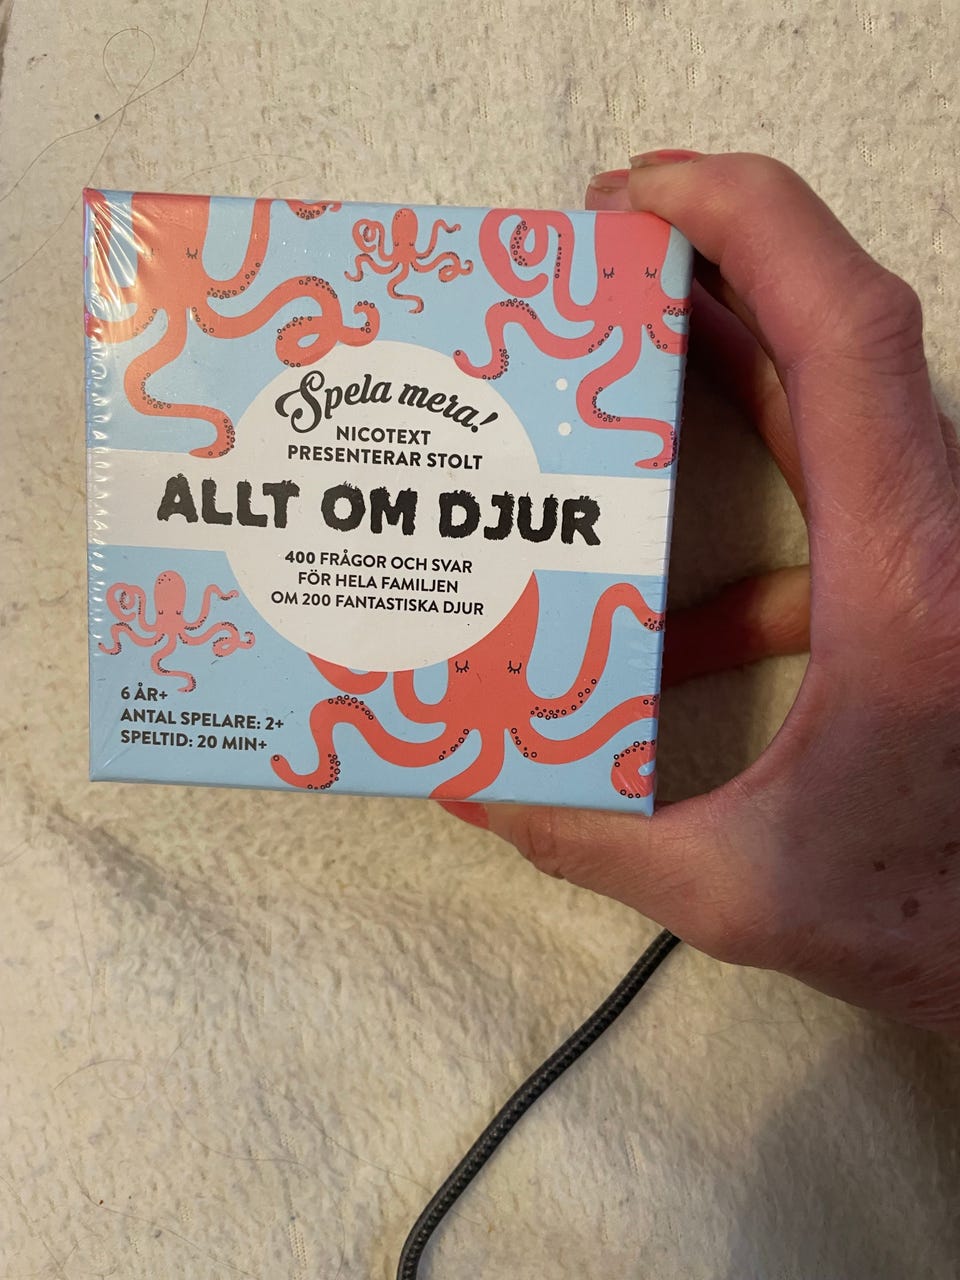 Spela mera!
NICOTEXT
PRESENTERAR STOLT
ALLT OM DJUR
400 FRÅGOR OCH SVAR
FÖR HELA FAMILJEN
OM 200 FANTASTISKA DJUR
6 ÅR+
ANTAL SPELARE: 2+
SPELTID: 20 MIN+